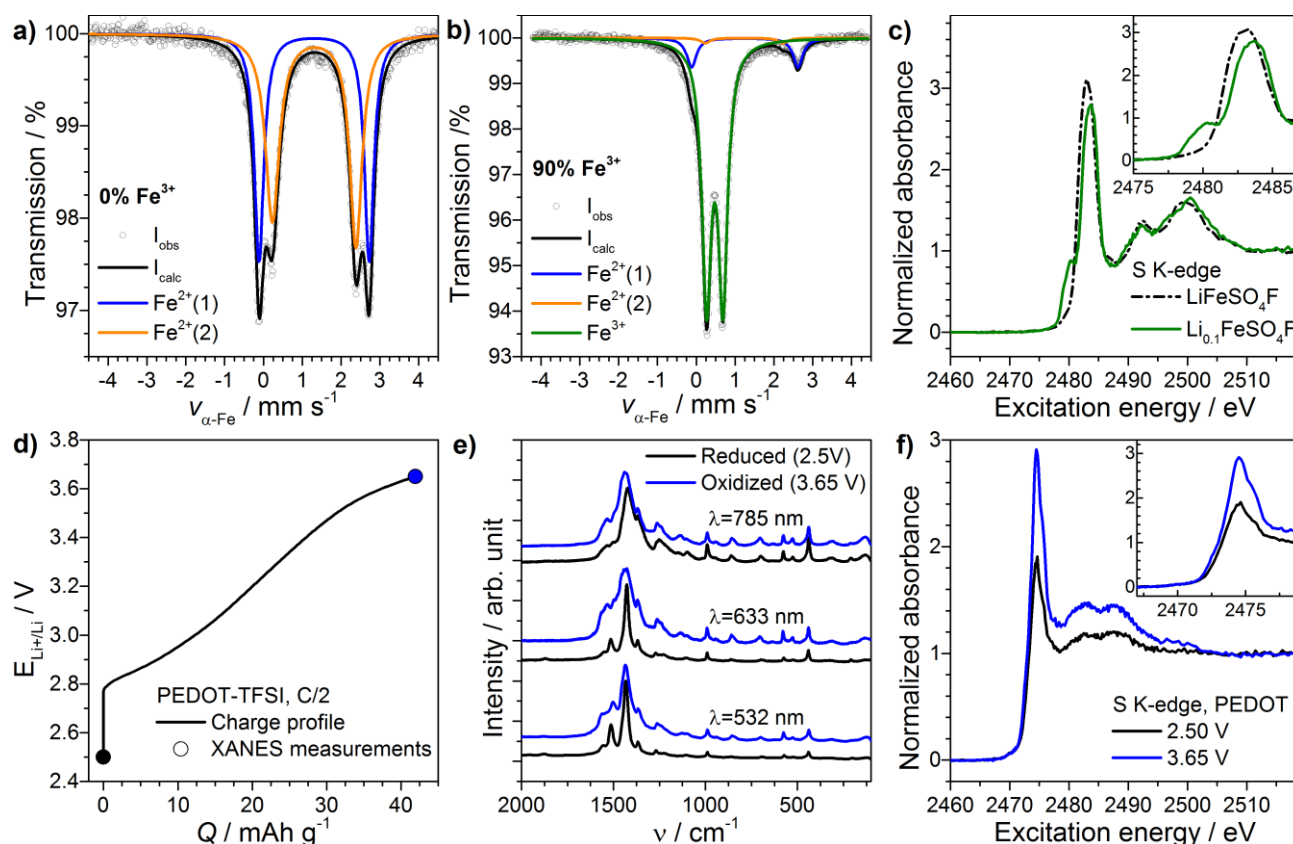 a)
100
99
98
97
Transmission / %
0% Fe³⁺
I_obs
I_calc
Fe²⁺(1)
Fe²⁺(2)
-4 -3 -2 -1 0 1 2 3 4
v_α-Fe / mm s⁻¹
b)
100
99
98
97
96
95
94
93
Transmission /%
90% Fe³⁺
I_obs
I_calc
Fe²⁺(1)
Fe²⁺(2)
Fe³⁺
-4 -3 -2 -1 0 1 2 3 4
v_α-Fe / mm s⁻¹
c)
3
2
1
0
Normalized absorbance
3
2
1
0
2475 2480 2485
S K-edge
LiFeSO₄F
Li₀.₁FeSO₄F
2460 2470 2480 2490 2500 2510
Excitation energy / eV
d)
3.8
3.6
3.4
3.2
3.0
2.8
2.6
2.4
E_Li+/Li / V
PEDOT-TFSI, C/2
Charge profile
XANES measurements
0 10 20 30 40
Q / mAh g⁻¹
e)
Intensity / arb. unit
Reduced (2.5V)
Oxidized (3.65 V)
λ=785 nm
λ=633 nm
λ=532 nm
2000 1500 1000 500
ν / cm⁻¹
f)
3
2
1
0
Normalized absorbance
3
2
1
0
2470 2475
S K-edge, PEDOT
2.50 V
3.65 V
2460 2470 2480 2490 2500 2510
Excitation energy / eV